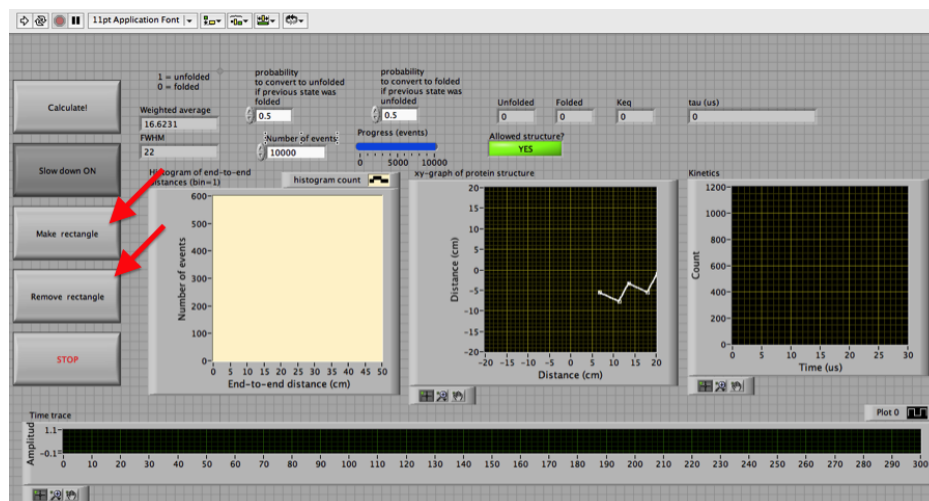 11pt Application Font
1 = unfolded
0 = folded
probability
to convert to unfolded
if previous state was
folded
0.5
probability
to convert to folded
if previous state was
unfolded
0.5
Calculate!
Slow down ON
Make rectangle
Remove rectangle
STOP
Weighted average
16.6231
FWHM
22
Number of events
10000
Progress (events)
0 5000 10000
Unfolded
0
Folded
0
Keq
0
tau (us)
0
Allowed structure?
YES
Histogram of end-to-end
distances (bin=1)
histogram count
Number of events
600
500
400
300
200
100
0
0 5 10 15 20 25 30 35 40 45 50
End-to-end distance (cm)
xy-graph of protein structure
Distance (cm)
20
15
10
5
0
-5
-10
-15
-20
-20 -15 -10 -5 0 5 10 15 20
Distance (cm)
Kinetics
Count
1200
1000
800
600
400
200
0
0 5 10 15 20 25 30
Time (us)
Time trace
Plot 0
Amplitud
1.1
-0.1
0 10 20 30 40 50 60 70 80 90 100 110 120 130 140 150 160 170 180 190 200 210 220 230 240 250 260 270 280 290 300